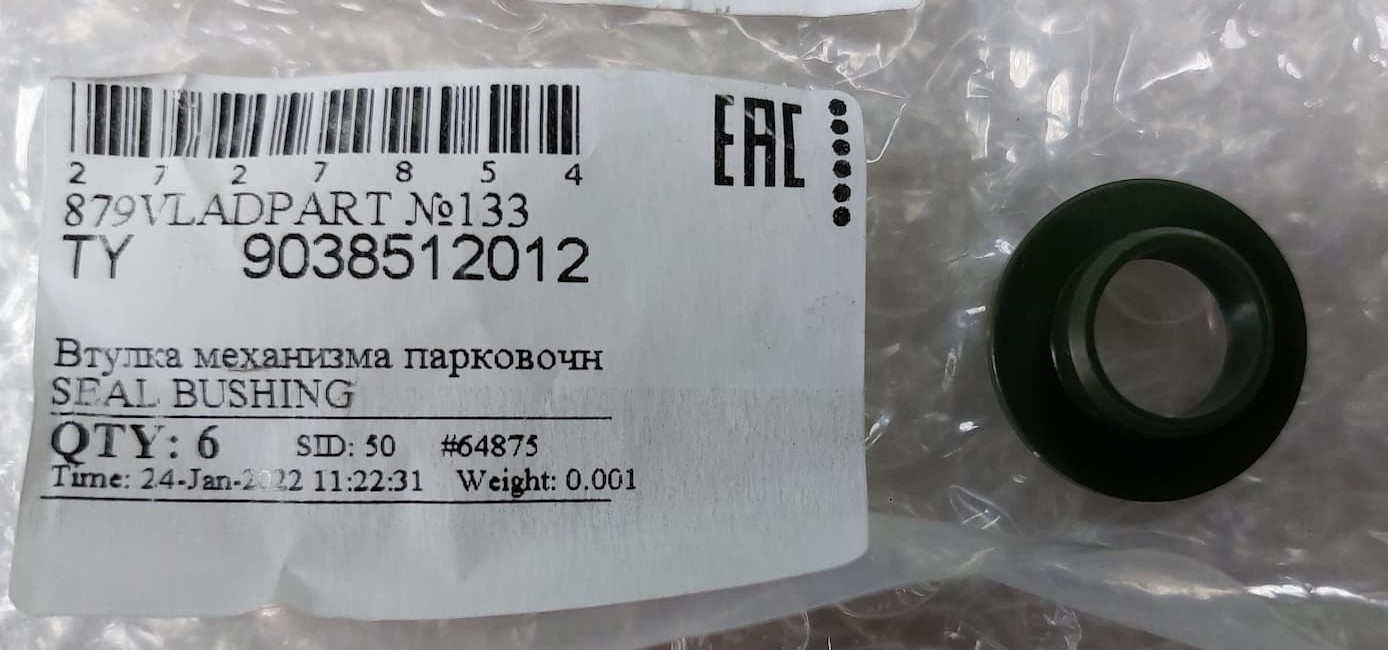 2 7 2 7 8 5 4
EAC
879VLADPART №133
TY 9038512012
Втулка механизма парковочн
SEAL BUSHING
QTY: 6 SID: 50 #64875
Time: 24-Jan-2022 11:22:31 Weight: 0.001